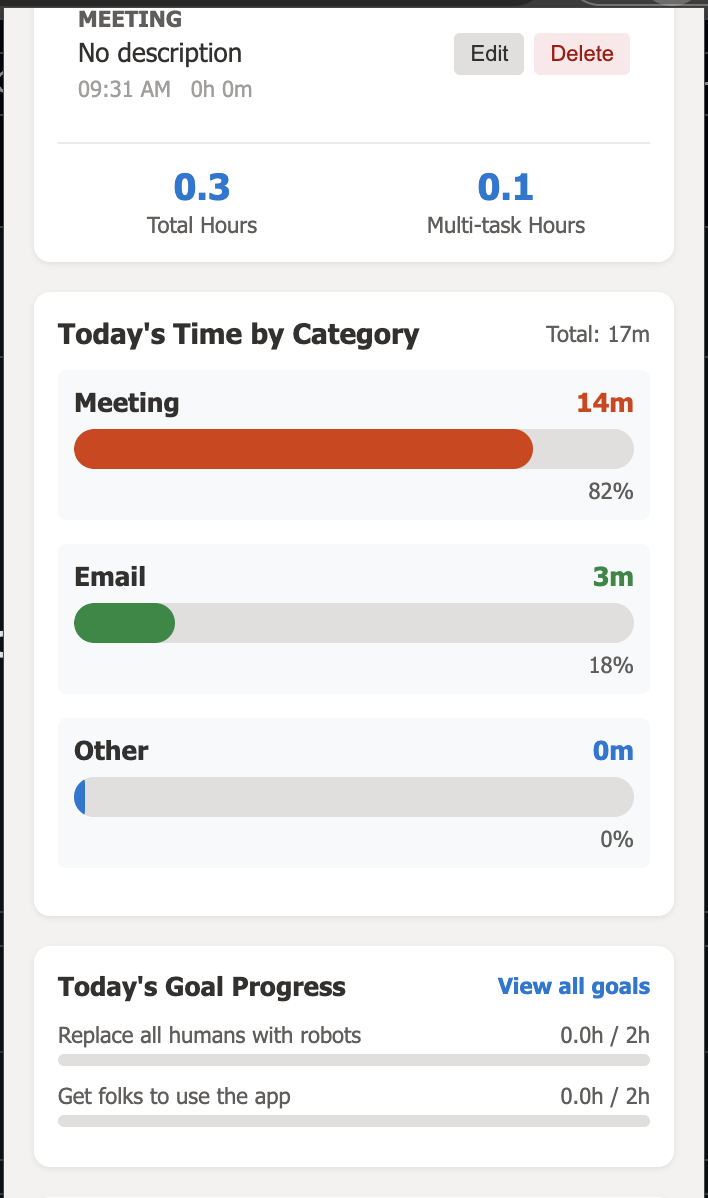 MEETING
No description
Edit
Delete
09:31 AM 0h 0m
0.3
Total Hours
0.1
Multi-task Hours
Today's Time by Category
Total: 17m
Meeting
14m
82%
Email
3m
18%
Other
0m
0%
Today's Goal Progress
View all goals
Replace all humans with robots
0.0h / 2h
Get folks to use the app
0.0h / 2h